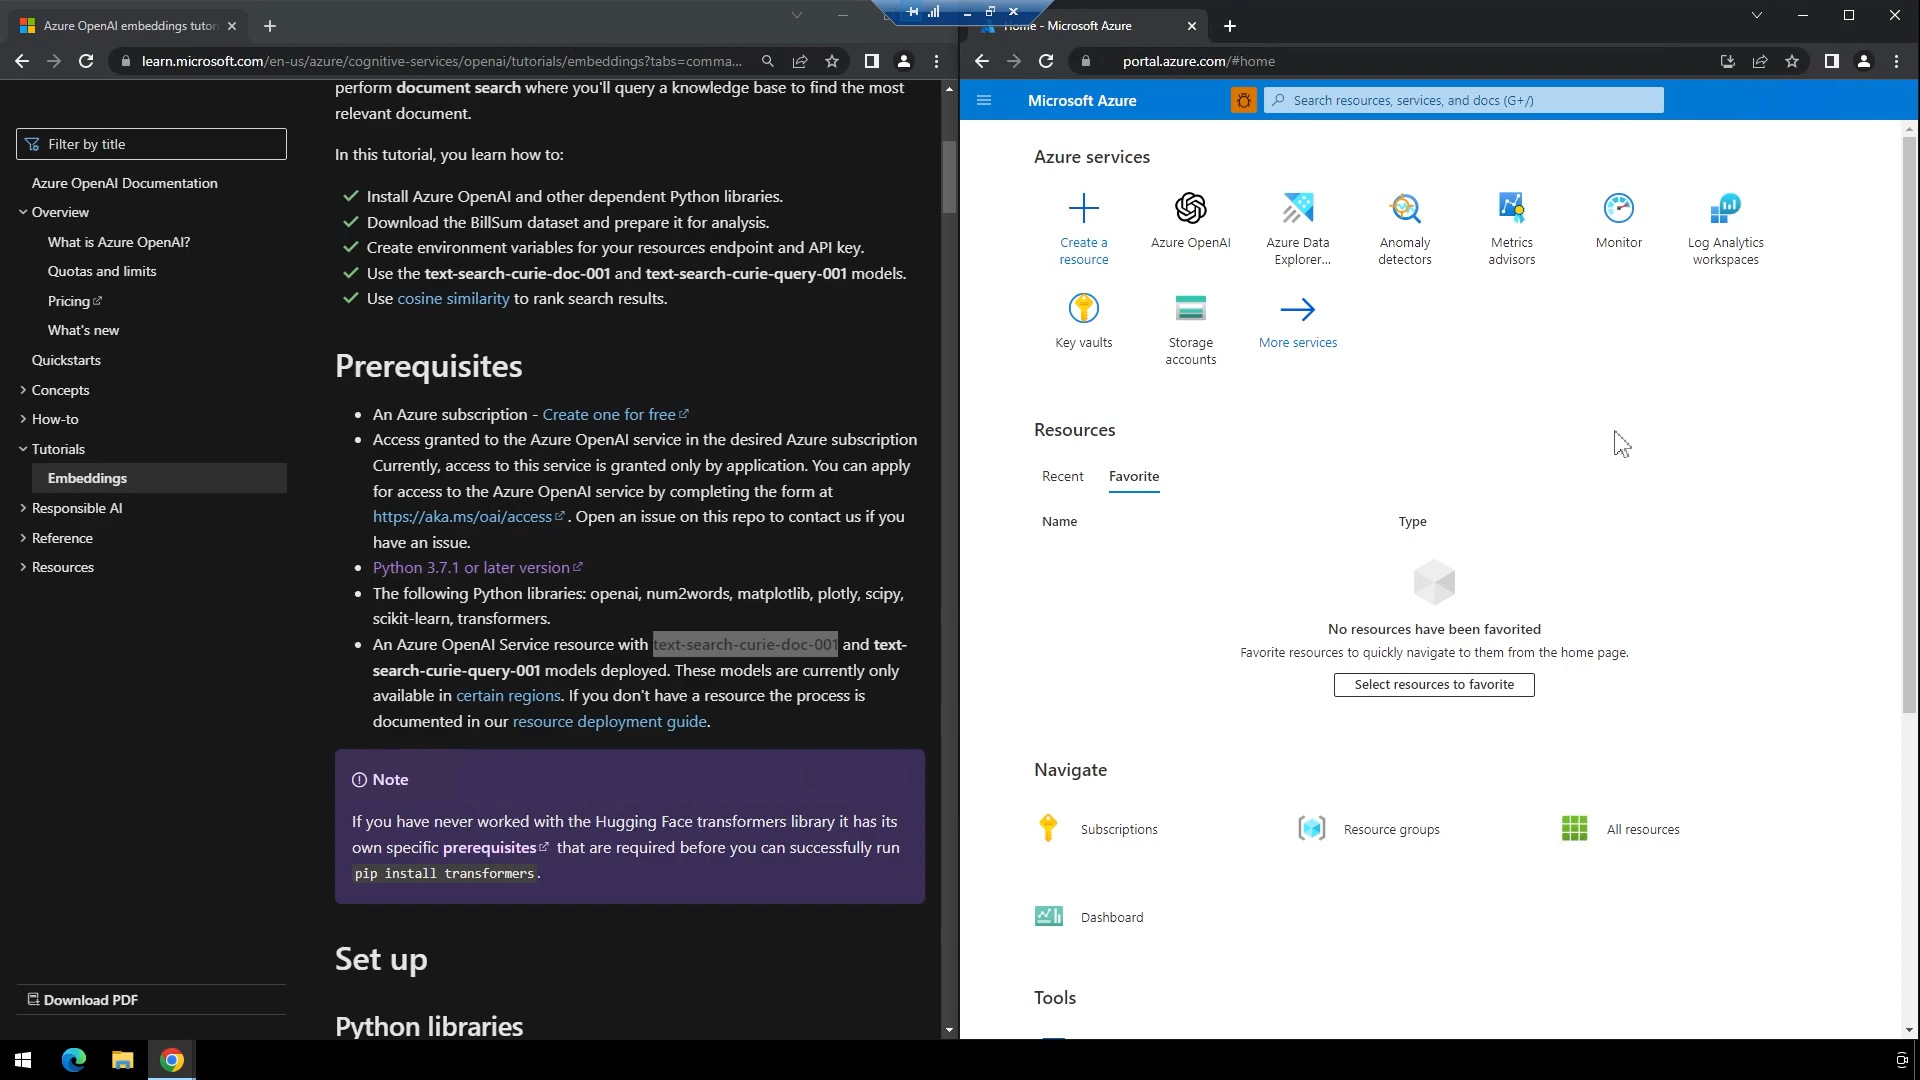 Azure OpenAI embeddings tutor
learn.microsoft.com/en-us/azure/cognitive-services/openai/tutorials/embeddings?tabs=comma...
Filter by title
Azure OpenAI Documentation
Overview
What is Azure OpenAI?
Quotas and limits
Pricing
What's new
Quickstarts
Concepts
How-to
Tutorials
Embeddings
Responsible AI
Reference
Resources
Download PDF
perform document search where you'll query a knowledge base to find the most
relevant document.
In this tutorial, you learn how to:
Install Azure OpenAI and other dependent Python libraries.
Download the BillSum dataset and prepare it for analysis.
Create environment variables for your resources endpoint and API key.
Use the text-search-curie-doc-001 and text-search-curie-query-001 models.
Use cosine similarity to rank search results.
Prerequisites
• An Azure subscription - Create one for free
• Access granted to the Azure OpenAI service in the desired Azure subscription
Currently, access to this service is granted only by application. You can apply
for access to the Azure OpenAI service by completing the form at
https://aka.ms/oai/access . Open an issue on this repo to contact us if you
have an issue.
• Python 3.7.1 or later version
• The following Python libraries: openai, num2words, matplotlib, plotly, scipy,
scikit-learn, transformers.
• An Azure OpenAI Service resource with text-search-curie-doc-001 and text-
search-curie-query-001 models deployed. These models are currently only
available in certain regions. If you don't have a resource the process is
documented in our resource deployment guide.
Note
If you have never worked with the Hugging Face transformers library it has its
own specific prerequisites that are required before you can successfully run
pip install transformers.
Set up
Python libraries
Home - Microsoft Azure
portal.azure.com/#home
Microsoft Azure
Search resources, services, and docs (G+/)
Azure services
Create a
resource
Azure OpenAI
Azure Data
Explorer...
Anomaly
detectors
Metrics
advisors
Monitor
Log Analytics
workspaces
Key vaults
Storage
accounts
More services
Resources
Recent
Favorite
Name
Type
No resources have been favorited
Favorite resources to quickly navigate to them from the home page.
Select resources to favorite
Navigate
Subscriptions
Resource groups
All resources
Dashboard
Tools